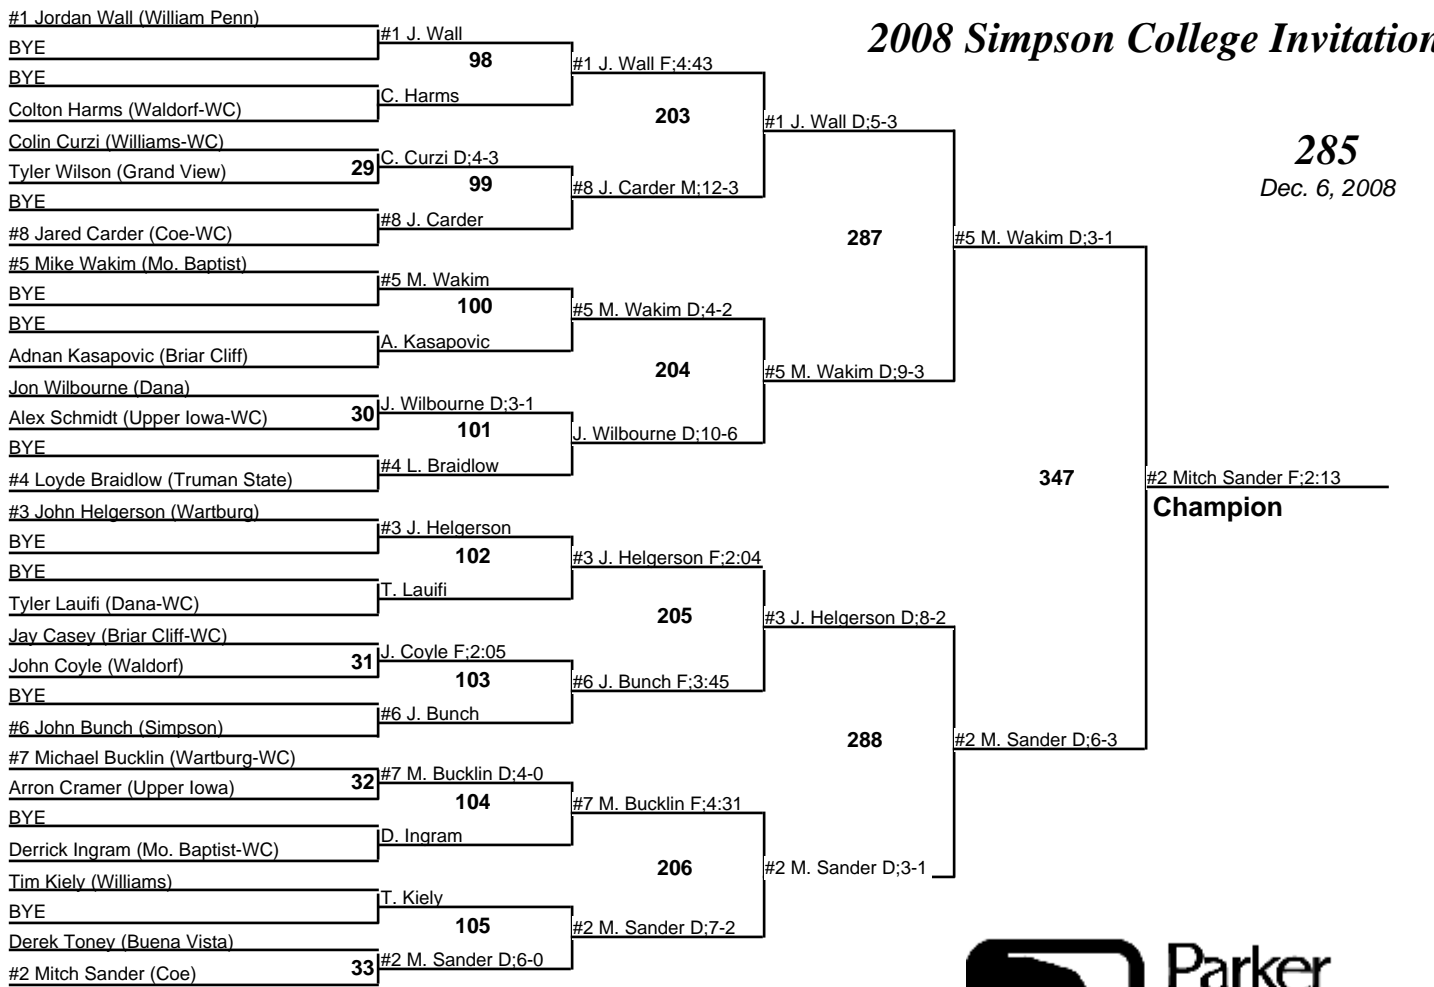 2008 Simpson College Invitation
285
Dec. 6, 2008
#1 Jordan Wall (William Penn)
BYE
BYE
Colton Harms (Waldorf-WC)
Colin Curzi (Williams-WC)
Tyler Wilson (Grand View)
29
BYE
#8 Jared Carder (Coe-WC)
#5 Mike Wakim (Mo. Baptist)
BYE
BYE
Adnan Kasapovic (Briar Cliff)
Jon Wilbourne (Dana)
Alex Schmidt (Upper Iowa-WC)
30
BYE
#4 Loyde Braidlow (Truman State)
#3 John Helgerson (Wartburg)
BYE
BYE
Tyler Lauifi (Dana-WC)
Jay Casey (Briar Cliff-WC)
John Coyle (Waldorf)
31
BYE
#6 John Bunch (Simpson)
#7 Michael Bucklin (Wartburg-WC)
Arron Cramer (Upper Iowa)
32
BYE
Derrick Ingram (Mo. Baptist-WC)
Tim Kiely (Williams)
BYE
Derek Toney (Buena Vista)
#2 Mitch Sander (Coe)
33
#1 J. Wall
98
C. Harms
C. Curzi D;4-3
99
#8 J. Carder
#5 M. Wakim
100
A. Kasapovic
J. Wilbourne D;3-1
101
#4 L. Braidlow
#3 J. Helgerson
102
T. Lauifi
J. Coyle F;2:05
103
#6 J. Bunch
#7 M. Bucklin D;4-0
104
D. Ingram
T. Kiely
105
#2 M. Sander D;6-0
#1 J. Wall F;4:43
203
#8 J. Carder M;12-3
#5 M. Wakim D;4-2
204
J. Wilbourne D;10-6
#3 J. Helgerson F;2:04
205
#6 J. Bunch F;3:45
#7 M. Bucklin F;4:31
206
#2 M. Sander D;7-2
#1 J. Wall D;5-3
287
#5 M. Wakim D;9-3
#3 J. Helgerson D;8-2
288
#2 M. Sander D;3-1
#5 M. Wakim D;3-1
347
#2 M. Sander D;6-3
#2 Mitch Sander F;2:13
Champion
Parker